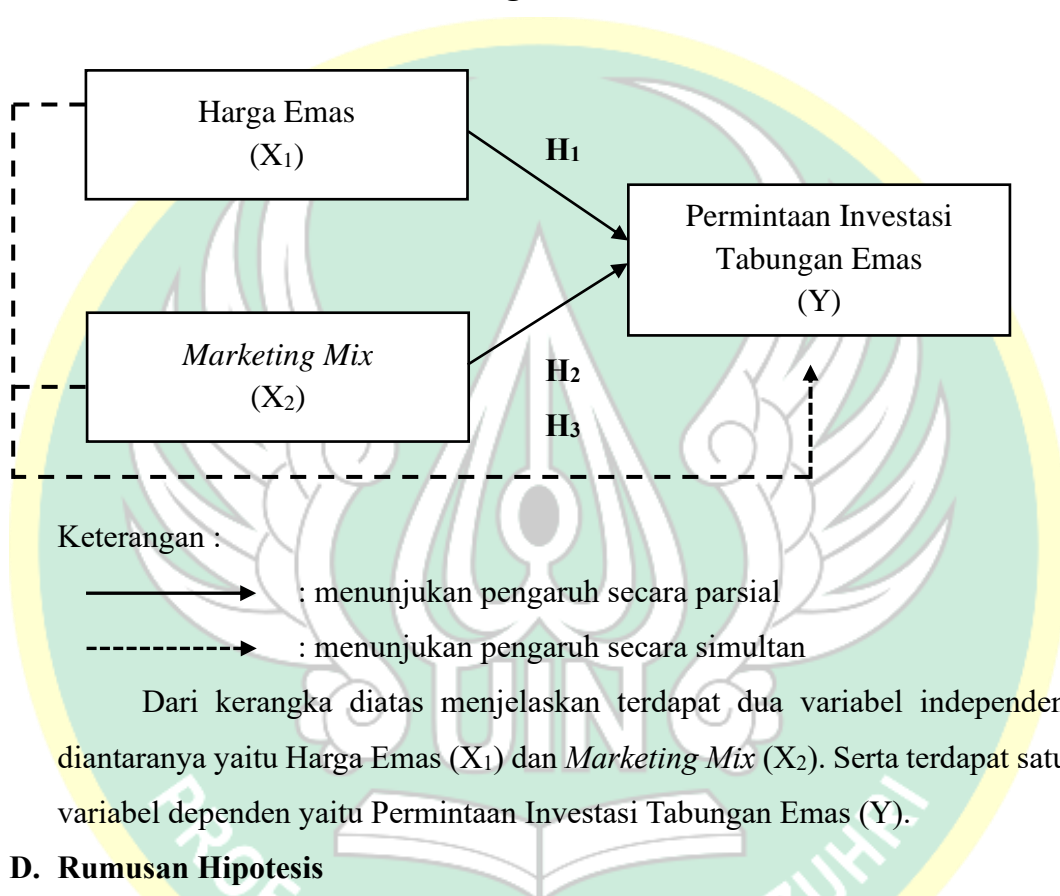 Harga Emas
(X₁)
H₁
Permintaan Investasi
Tabungan Emas
(Y)
Marketing Mix
(X₂)
H₂
H₃
Keterangan :
: menunjukan pengaruh secara parsial
: menunjukan pengaruh secara simultan
Dari kerangka diatas menjelaskan terdapat dua variabel independen
diantaranya yaitu Harga Emas (X₁) dan Marketing Mix (X₂). Serta terdapat satu
variabel dependen yaitu Permintaan Investasi Tabungan Emas (Y).
D. Rumusan Hipotesis
UIN